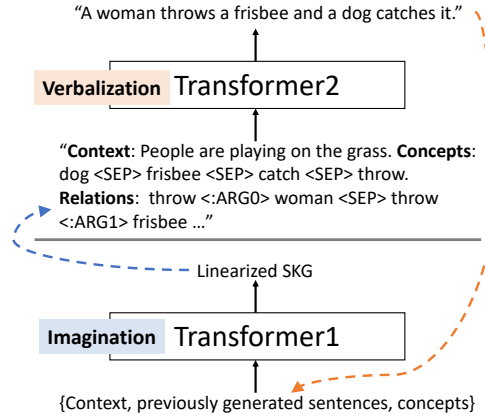 “A woman throws a frisbee and a dog catches it.”
Verbalization
Transformer2
“Context: People are playing on the grass. Concepts:
dog <SEP> frisbee <SEP> catch <SEP> throw.
Relations: throw <:ARG0> woman <SEP> throw
<:ARG1> frisbee ...”
Linearized SKG
Imagination
Transformer1
{Context, previously generated sentences, concepts}